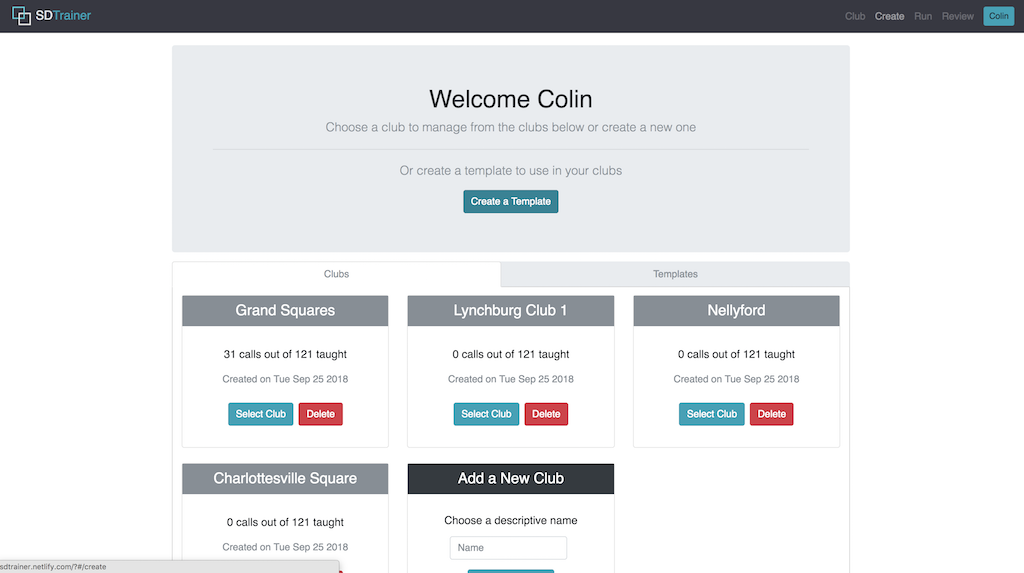 SDTrainer Club Create Run Review Colin
Welcome Colin
Choose a club to manage from the clubs below or create a new one
Or create a template to use in your clubs
Create a Template
Clubs Templates
Grand Squares Lynchburg Club 1 Nellyford
31 calls out of 121 taught 0 calls out of 121 taught 0 calls out of 121 taught
Created on Tue Sep 25 2018 Created on Tue Sep 25 2018 Created on Tue Sep 25 2018
Select Club Delete Select Club Delete Select Club Delete
Charlottesville Square Add a New Club
0 calls out of 121 taught Choose a descriptive name
Created on Tue Sep 25 2018 Name
sdtrainer.netlify.com/?#/create